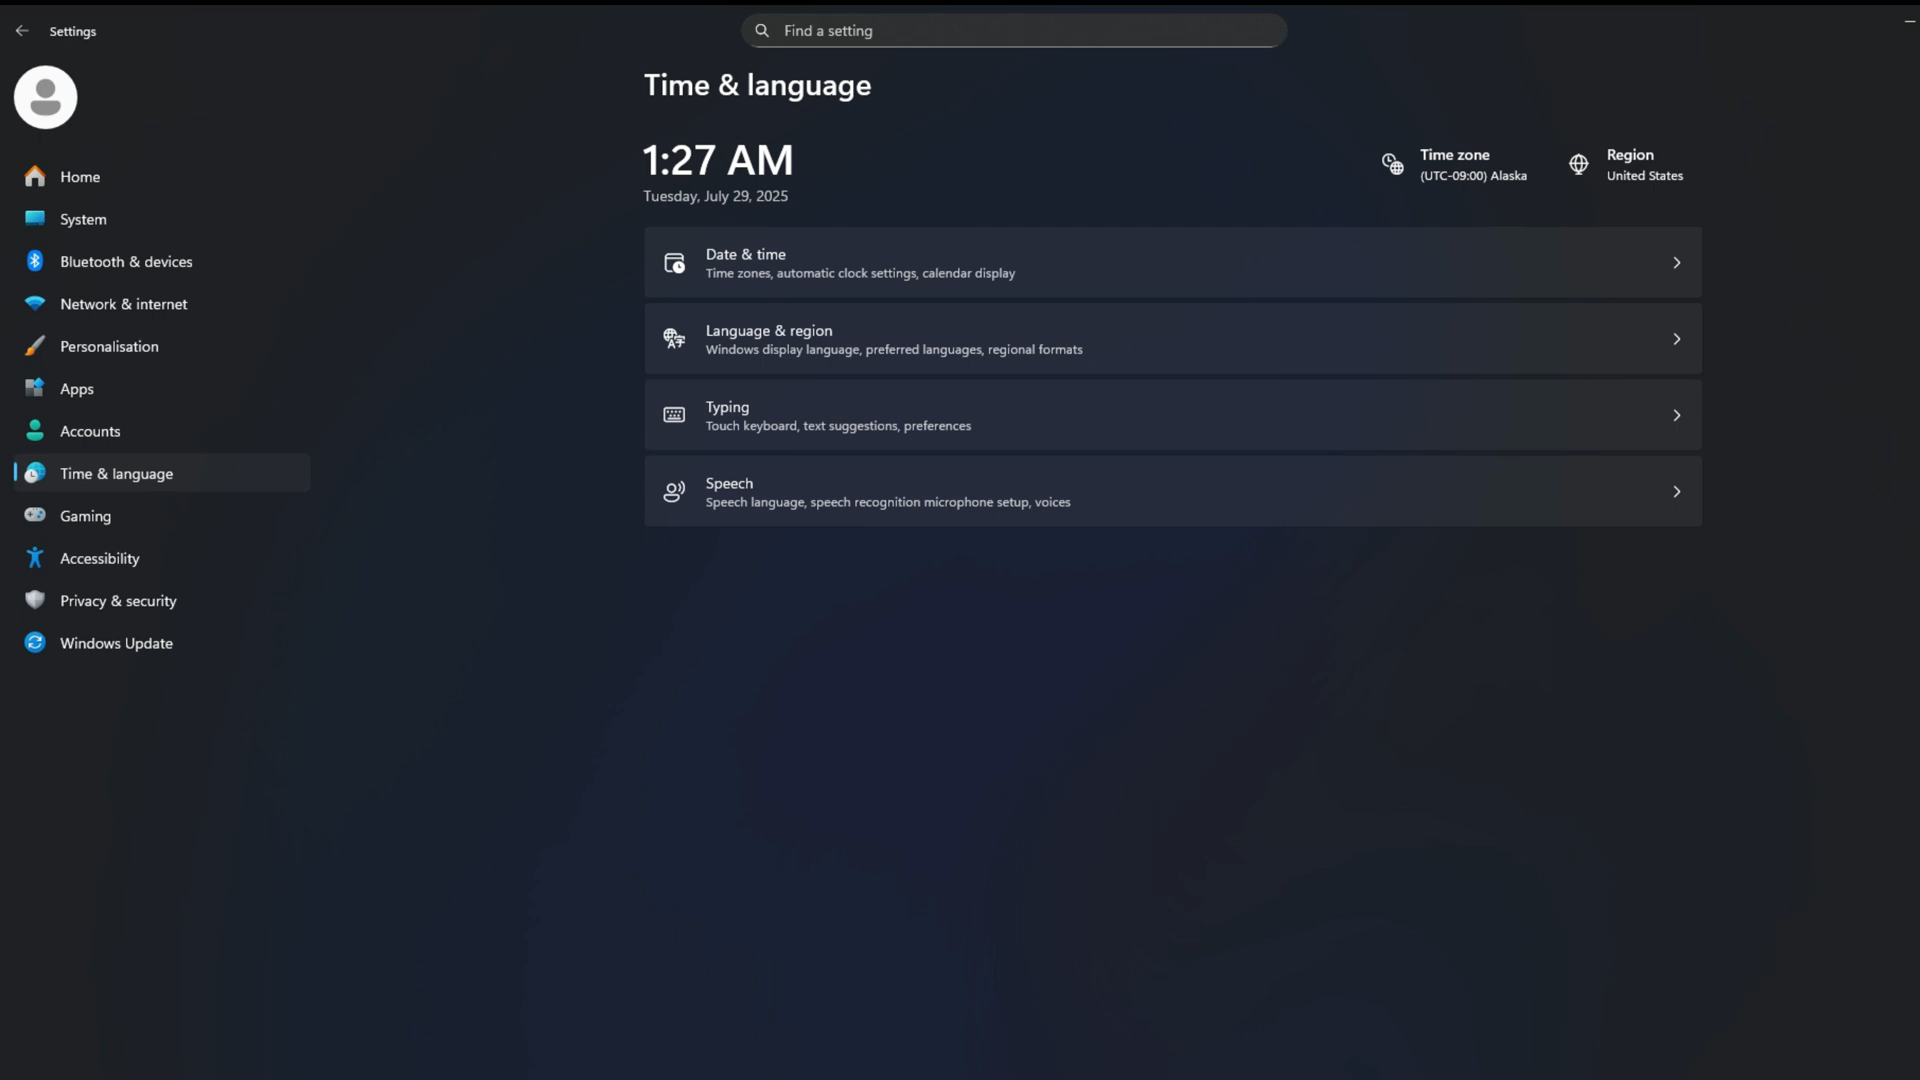 Settings
Find a setting
Time & language
1:27 AM
Tuesday, July 29, 2025
Time zone
(UTC-09:00) Alaska
Region
United States
Home
System
Bluetooth & devices
Network & internet
Personalisation
Apps
Accounts
Time & language
Gaming
Accessibility
Privacy & security
Windows Update
Date & time
Time zones, automatic clock settings, calendar display
Language & region
Windows display language, preferred languages, regional formats
Typing
Touch keyboard, text suggestions, preferences
Speech
Speech language, speech recognition microphone setup, voices